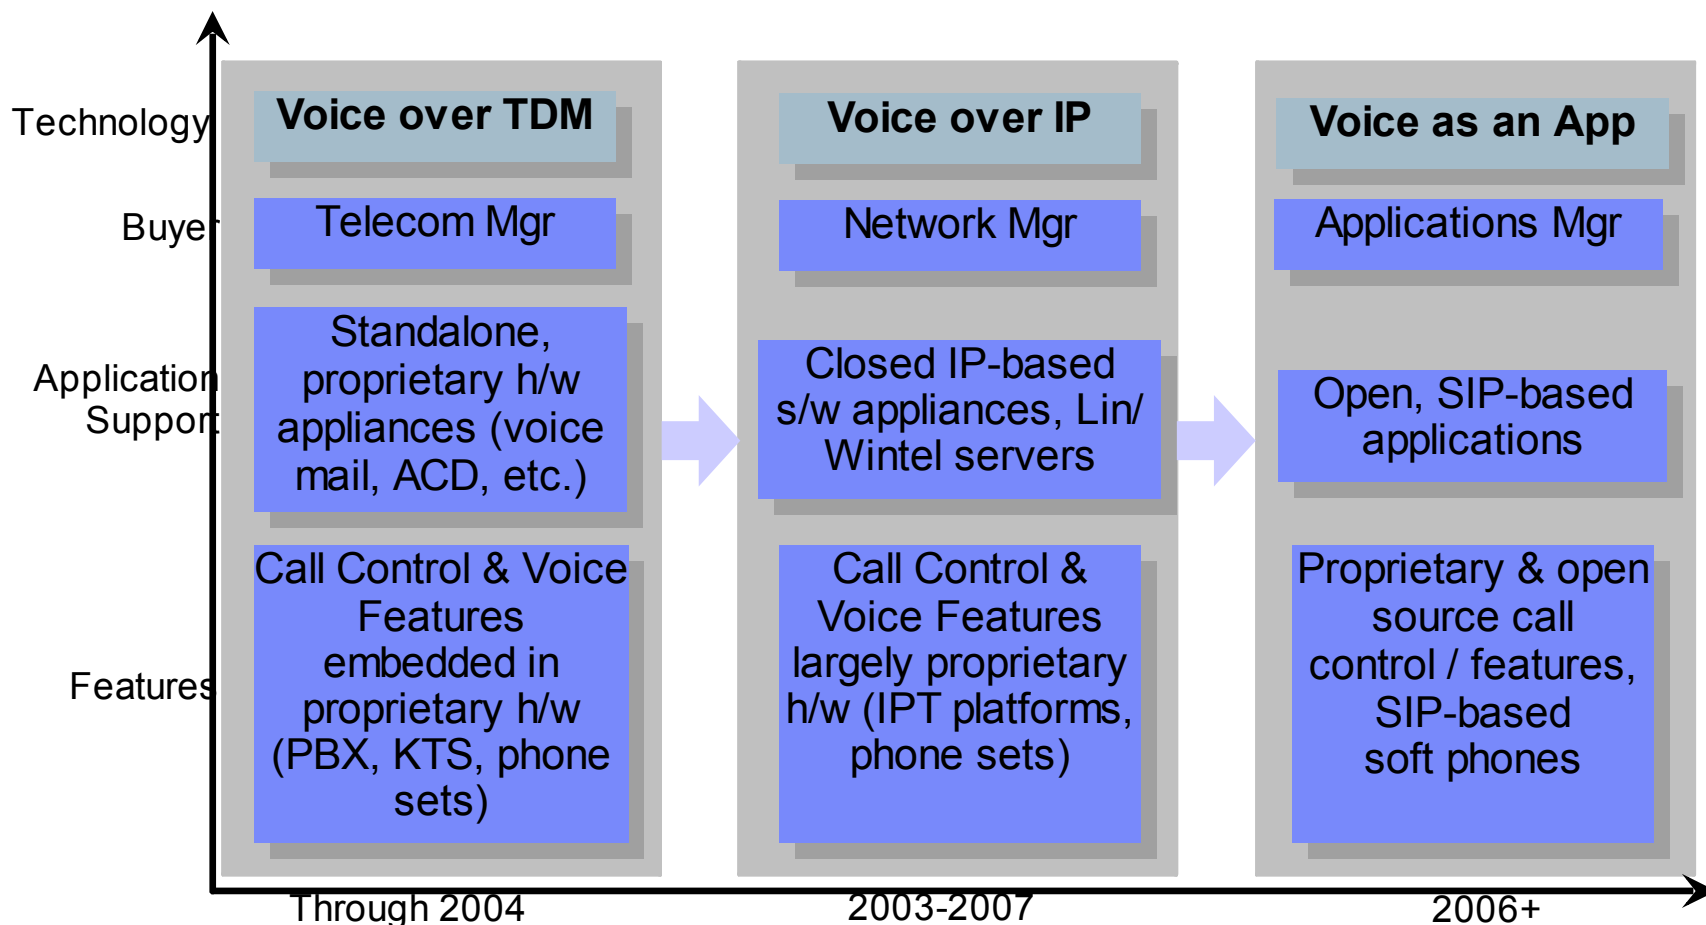 Technology
Voice over TDM
Voice over IP
Voice as an App
Buyer
Telecom Mgr
Network Mgr
Applications Mgr
Application
Support
Standalone,
proprietary h/w
appliances (voice
mail, ACD, etc.)
Closed IP-based
s/w appliances, Lin/
Wintel servers
Open, SIP-based
applications
Features
Call Control & Voice
Features
embedded in
proprietary h/w
(PBX, KTS, phone
sets)
Call Control &
Voice Features
largely proprietary
h/w (IPT platforms,
phone sets)
Proprietary & open
source call
control / features,
SIP-based
soft phones
Through 2004
2003-2007
2006+